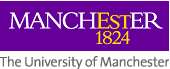 MANCHESTER
1824
The University of Manchester